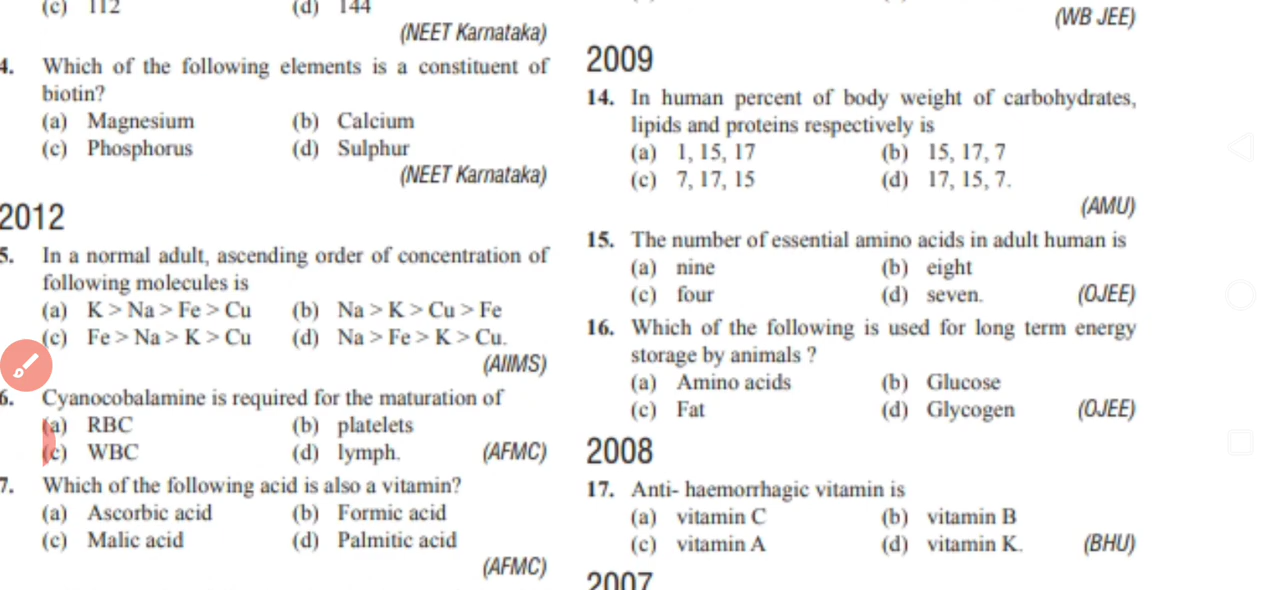 (c) 112 (d) 144
(NEET Karnataka)
4. Which of the following elements is a constituent of
biotin?
(a) Magnesium (b) Calcium
(c) Phosphorus (d) Sulphur
(NEET Karnataka)
2012
5. In a normal adult, ascending order of concentration of
following molecules is
(a) K > Na > Fe > Cu (b) Na > K > Cu > Fe
(c) Fe > Na > K > Cu (d) Na > Fe > K > Cu.
(AIIMS)
6. Cyanocobalamine is required for the maturation of
(a) RBC (b) platelets
(c) WBC (d) lymph. (AFMC)
7. Which of the following acid is also a vitamin?
(a) Ascorbic acid (b) Formic acid
(c) Malic acid (d) Palmitic acid
(AFMC)
(WB JEE)
2009
14. In human percent of body weight of carbohydrates,
lipids and proteins respectively is
(a) 1, 15, 17 (b) 15, 17, 7
(c) 7, 17, 15 (d) 17, 15, 7.
(AMU)
15. The number of essential amino acids in adult human is
(a) nine (b) eight
(c) four (d) seven. (OJEE)
16. Which of the following is used for long term energy
storage by animals ?
(a) Amino acids (b) Glucose
(c) Fat (d) Glycogen (OJEE)
2008
17. Anti- haemorrhagic vitamin is
(a) vitamin C (b) vitamin B
(c) vitamin A (d) vitamin K. (BHU)
2007